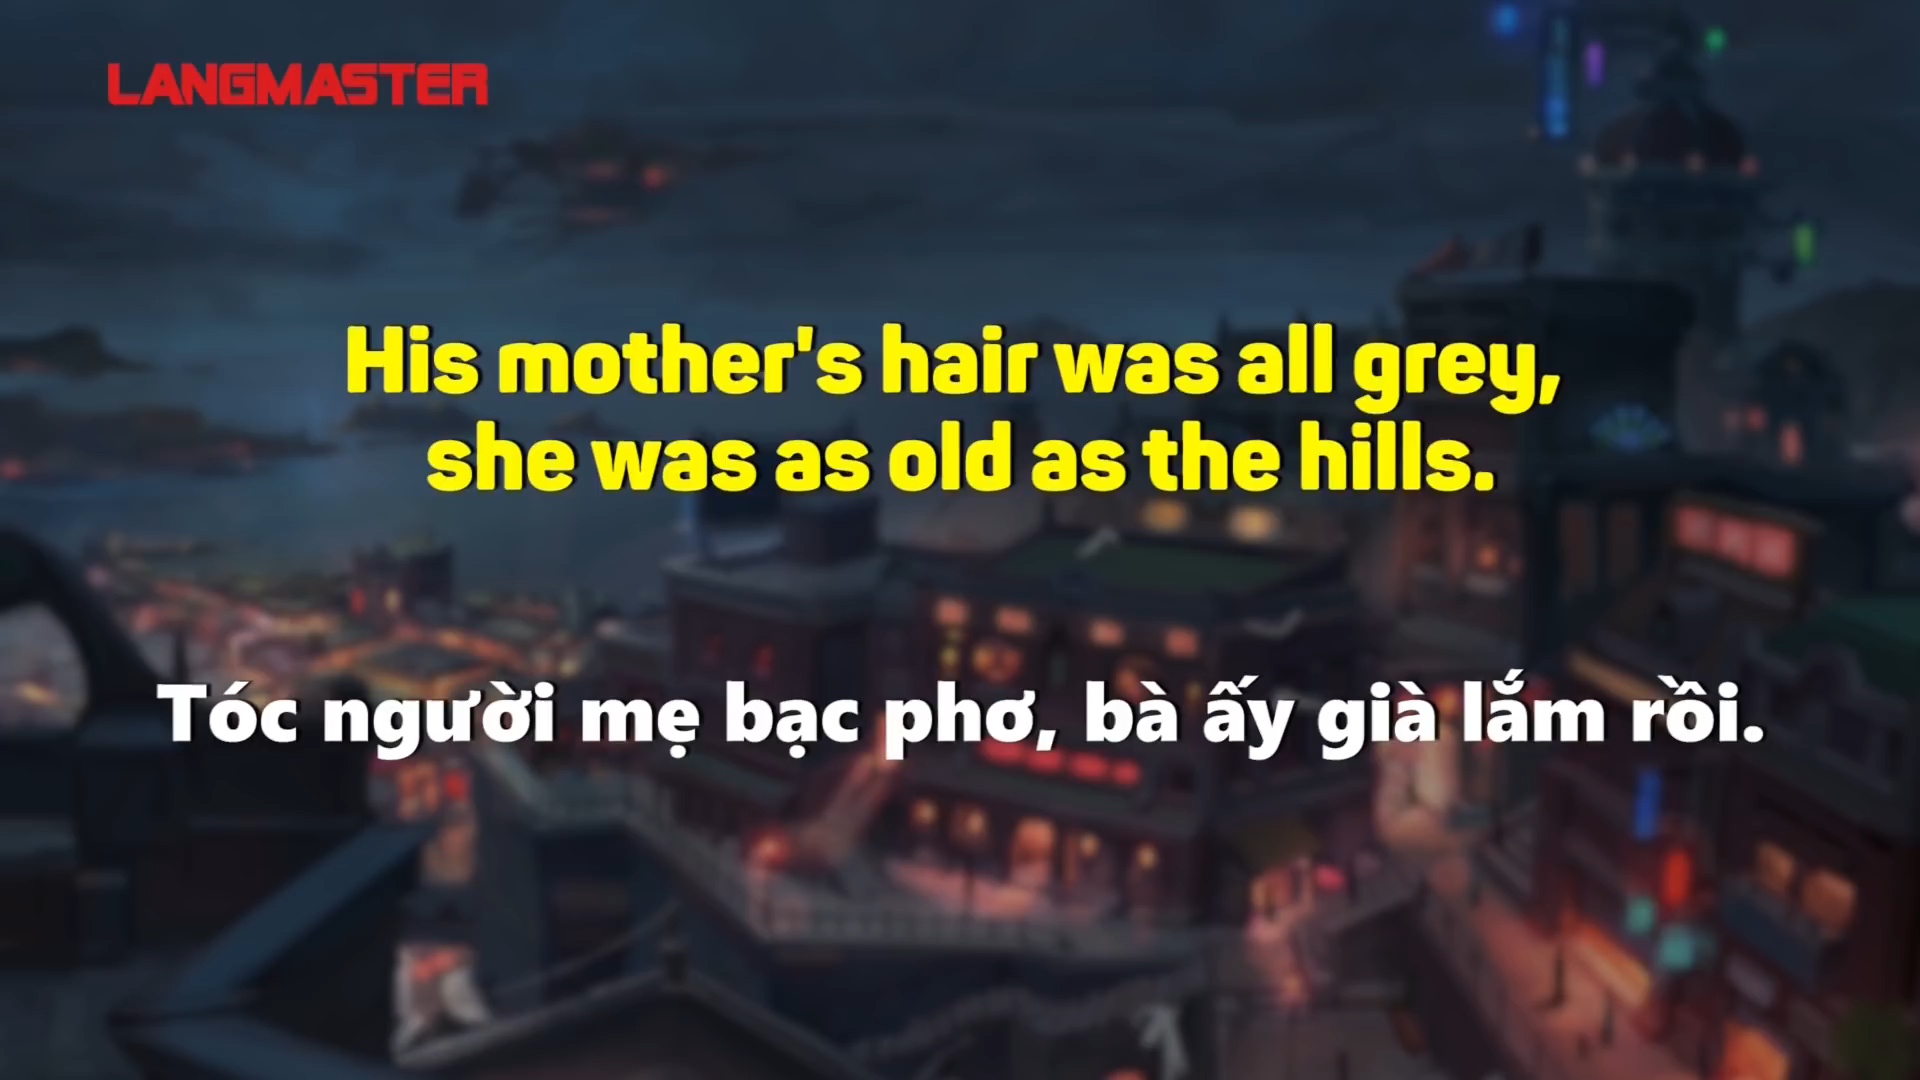 LANGMASTER
His mother's hair was all grey,
she was as old as the hills.
Tóc người mẹ bạc phơ, bà ấy già lắm rồi.